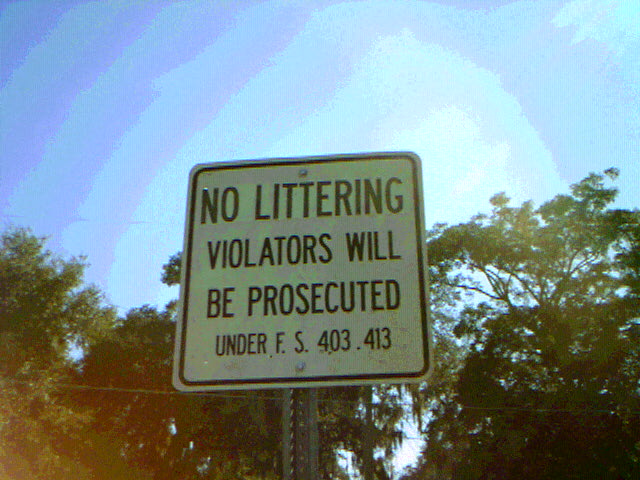 NO LITTERING
VIOLATORS WILL
BE PROSECUTED
UNDER F. S. 403.413